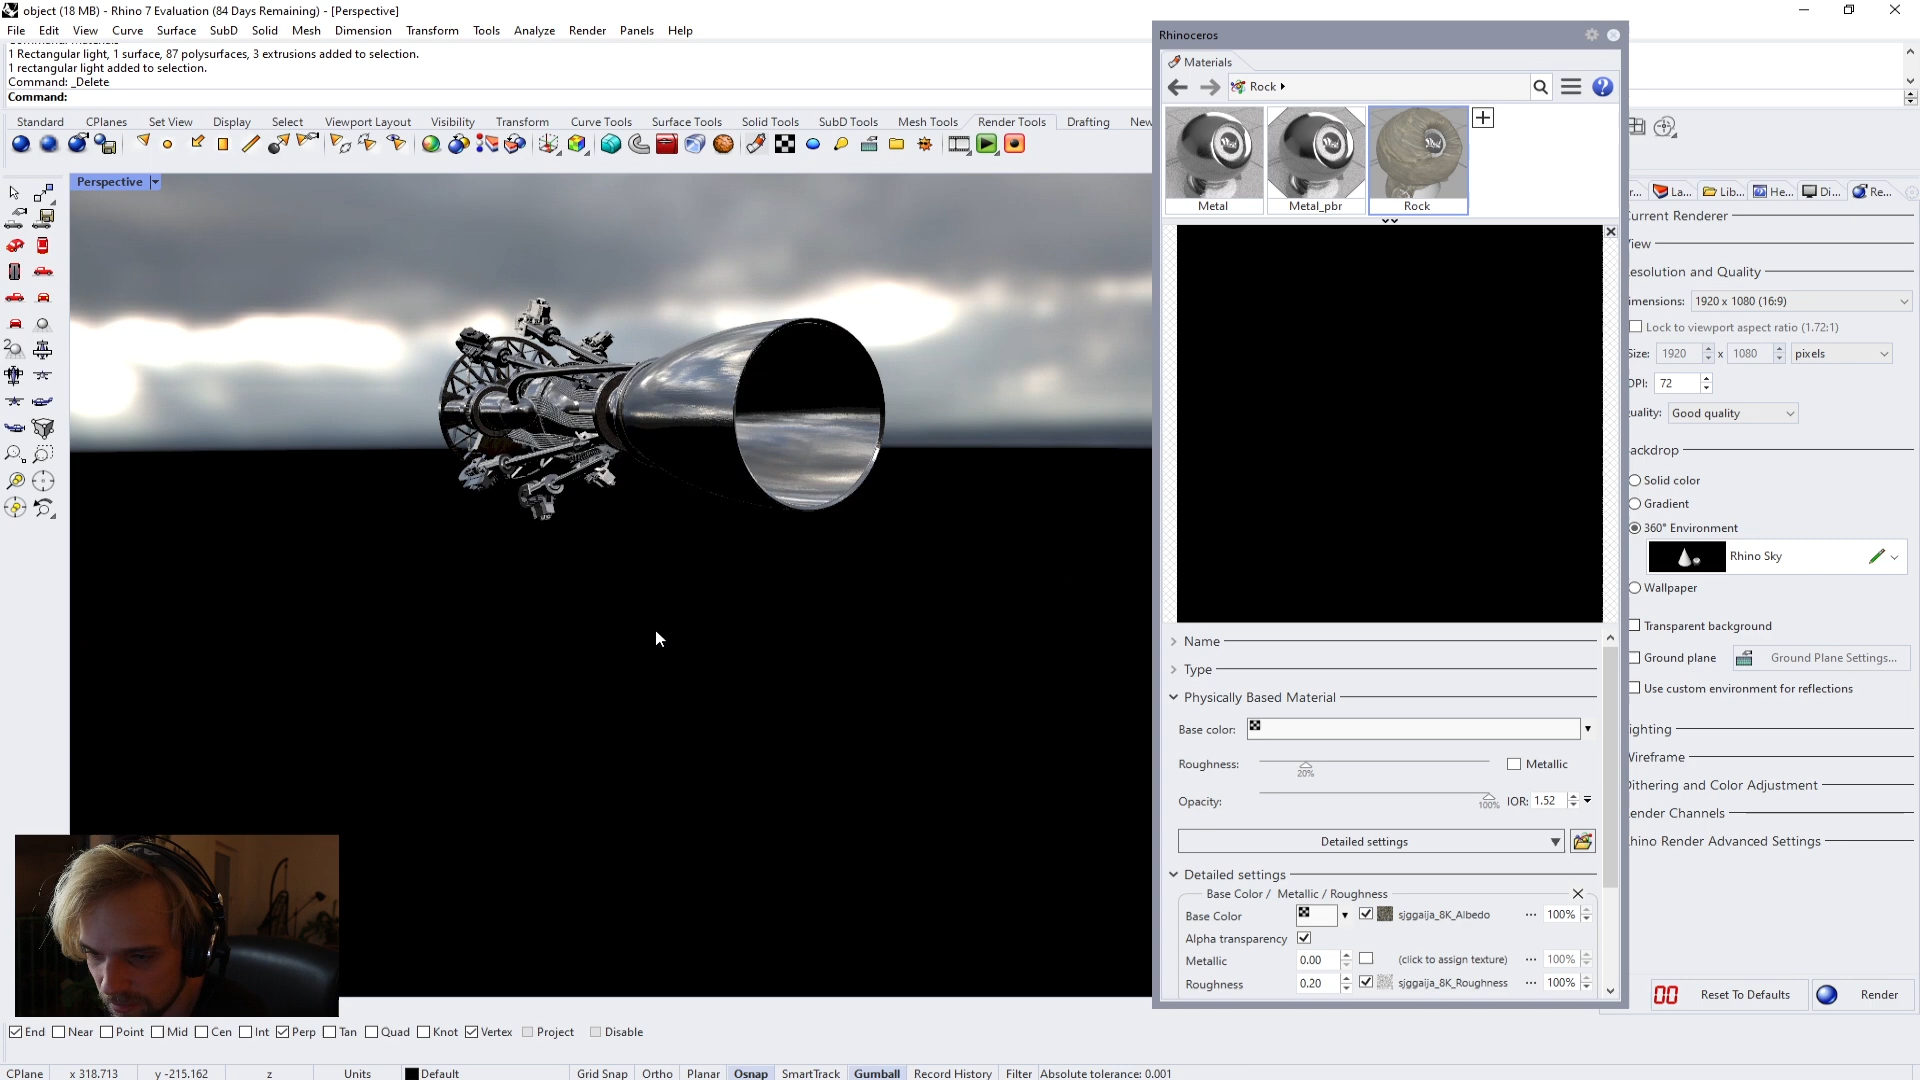 object (18 MB) - Rhino 7 Evaluation (84 Days Remaining) - [Perspective]
File Edit View Curve Surface SubD Solid Mesh Dimension Transform Tools Analyze Render Panels Help
1 Rectangular light, 1 surface, 87 polysurfaces, 3 extrusions added to selection.
1 rectangular light added to selection.
Command: _Delete
Command:
Standard CPlanes Set View Display Select Viewport Layout Visibility Transform Curve Tools Surface Tools Solid Tools SubD Tools Mesh Tools Render Tools Drafting New
Perspective
Rhinoceros
Materials
Rock
Metal Metal_pbr Rock
Name
Type
Physically Based Material
Base color:
Roughness: 20% Metallic
Opacity: 100% IOR: 1.52
Detailed settings
Detailed settings
Base Color / Metallic / Roughness
Base Color sjggaija_8K_Albedo ··· 100%
Alpha transparency
Metallic 0.00 (click to assign texture) ··· 100%
Roughness 0.20 sjggaija_8K_Roughness ··· 100%
r... La... Lib... He... Di... Re...
urrent Renderer
iew
esolution and Quality
imensions: 1920 x 1080 (16:9)
Lock to viewport aspect ratio (1.72:1)
Size: 1920 x 1080 pixels
DPI: 72
uality: Good quality
ackdrop
Solid color
Gradient
360° Environment
Rhino Sky
Wallpaper
Transparent background
Ground plane Ground Plane Settings...
Use custom environment for reflections
ighting
Wireframe
ithering and Color Adjustment
ender Channels
hino Render Advanced Settings
Reset To Defaults Render
End Near Point Mid Cen Int Perp Tan Quad Knot Vertex Project Disable
CPlane x 318.713 y -215.162 z Units Default Grid Snap Ortho Planar Osnap SmartTrack Gumball Record History Filter Absolute tolerance: 0.001